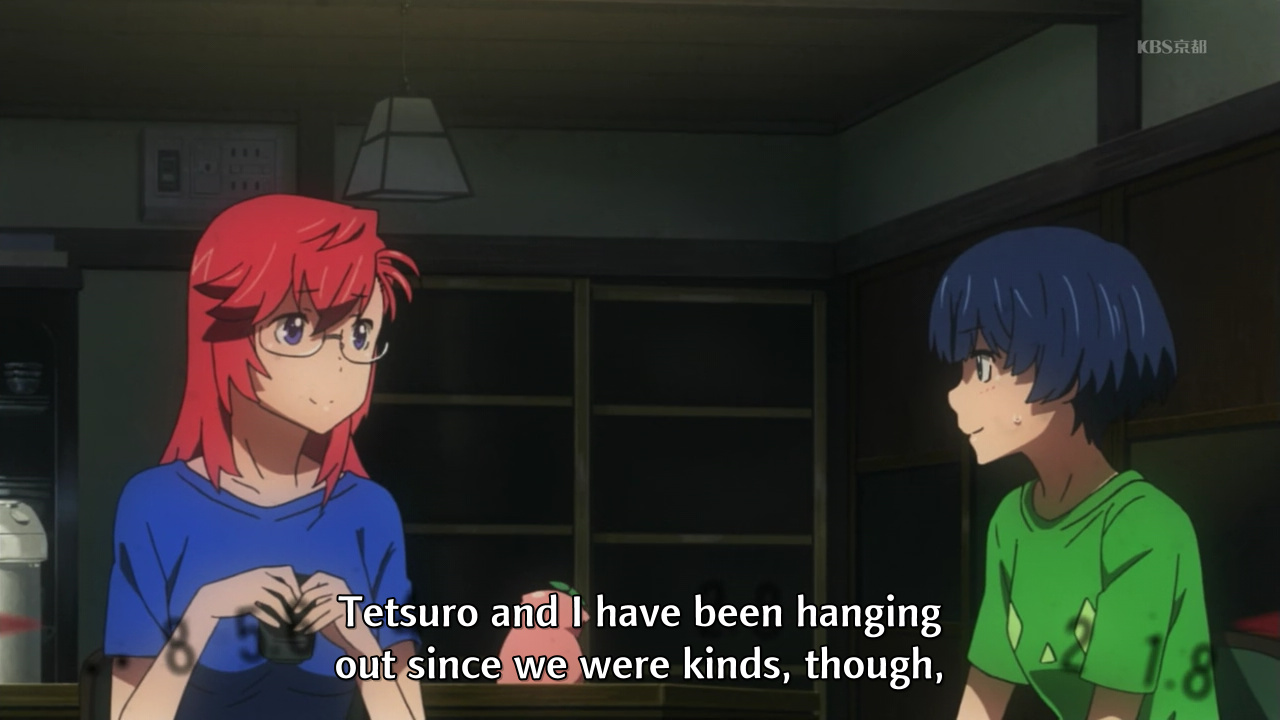 KBS京都
Tetsuro and I have been hanging
out since we were kinds, though,